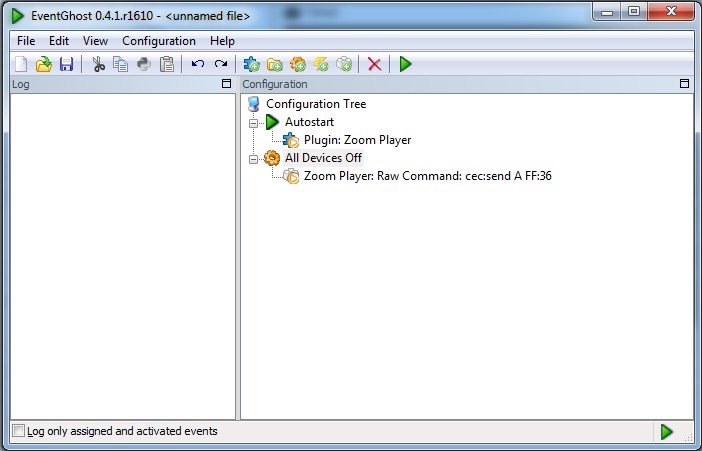 EventGhost 0.4.1.r1610 - <unnamed file>
File Edit View Configuration Help
Log
Configuration
Configuration Tree
Autostart
Plugin: Zoom Player
All Devices Off
Zoom Player: Raw Command: cec:send A FF:36
Log only assigned and activated events